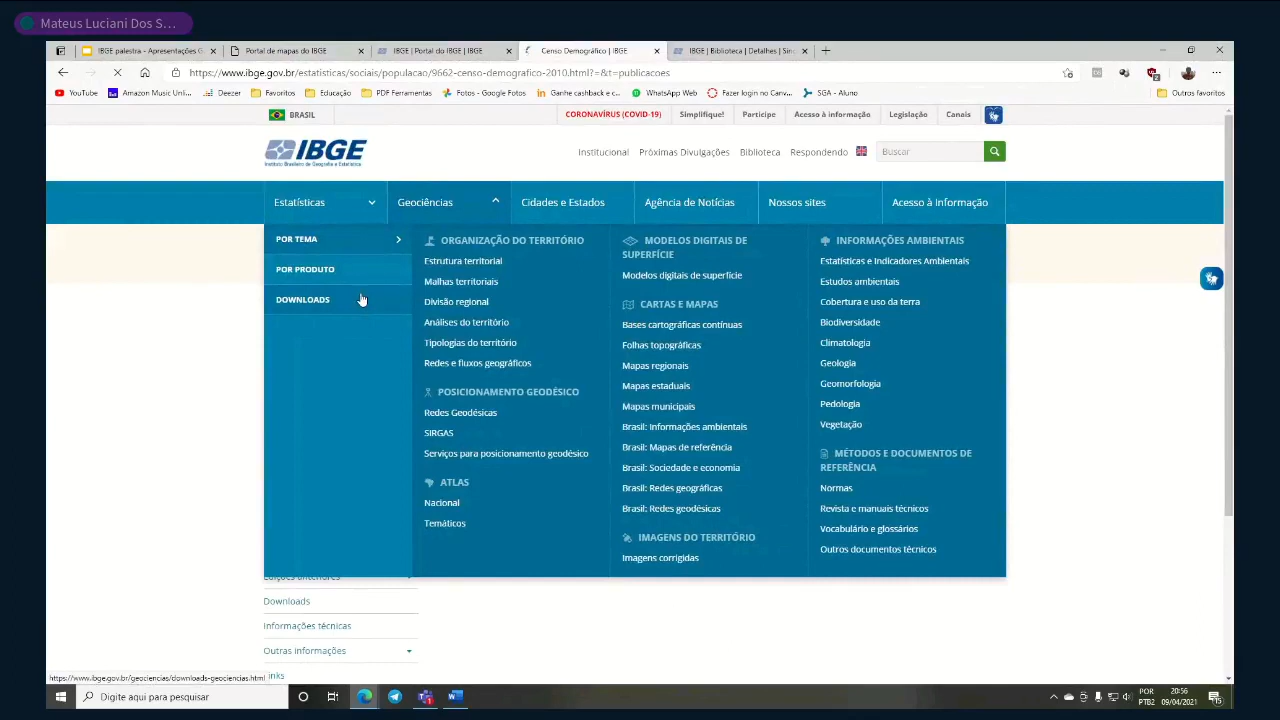 Mateus Luciani Dos S...
IBGE palestra - Apresentações G
Portal de mapas do IBGE
IBGE | Portal do IBGE | IBGE
Censo Demográfico | IBGE
IBGE | Biblioteca | Detalhes | Sin
https://www.ibge.gov.br/estatisticas/sociais/populacao/9662-censo-demografico-2010.html?=&t=publicacoes
YouTube
Amazon Music Uni...
Deezer
Favoritos
Educação
PDF Ferramentas
Fotos - Google Fotos
Ganhe cashback e...
WhatsApp Web
Fazer login no Canv...
SGA - Aluno
Outros favoritos
BRASIL
CORONAVÍRUS (COVID-19)
Simplifique!
Participe
Acesso à informação
Legislação
Canais
IBGE
Instituto Brasileiro de Geografia e Estatística
Institucional
Próximas Divulgações
Biblioteca
Respondendo
Buscar
Estatísticas
Geociências
Cidades e Estados
Agência de Notícias
Nossos sites
Acesso à Informação
POR TEMA
POR PRODUTO
DOWNLOADS
ORGANIZAÇÃO DO TERRITÓRIO
Estrutura territorial
Malhas territoriais
Divisão regional
Análises do território
Tipologias do território
Redes e fluxos geográficos
POSICIONAMENTO GEODÉSICO
Redes Geodésicas
SIRGAS
Serviços para posicionamento geodésico
ATLAS
Nacional
Temáticos
MODELOS DIGITAIS DE
SUPERFÍCIE
Modelos digitais de superfície
CARTAS E MAPAS
Bases cartográficas contínuas
Folhas topográficas
Mapas regionais
Mapas estaduais
Mapas municipais
Brasil: Informações ambientais
Brasil: Mapas de referência
Brasil: Sociedade e economia
Brasil: Redes geográficas
Brasil: Redes geodésicas
IMAGENS DO TERRITÓRIO
Imagens corrigidas
INFORMAÇÕES AMBIENTAIS
Estatísticas e Indicadores Ambientais
Estudos ambientais
Cobertura e uso da terra
Biodiversidade
Climatologia
Geologia
Geomorfologia
Pedologia
Vegetação
MÉTODOS E DOCUMENTOS DE
REFERÊNCIA
Normas
Revista e manuais técnicos
Vocabulário e glossários
Outros documentos técnicos
Edições anteriores
Downloads
Informações técnicas
Outras informações
Links
https://www.ibge.gov.br/geociencias/downloads-geociencias.html
Digite aqui para pesquisar
POR
PTB2
20:56
09/04/2021